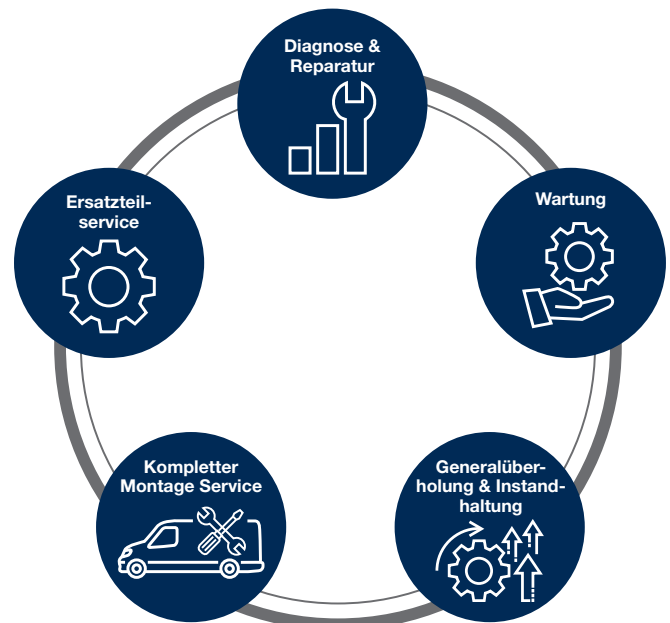 Diagnose &
Reparatur
Ersatzteil-
service
Wartung
Kompletter
Montage Service
Generalüber-
holung & Instand-
haltung